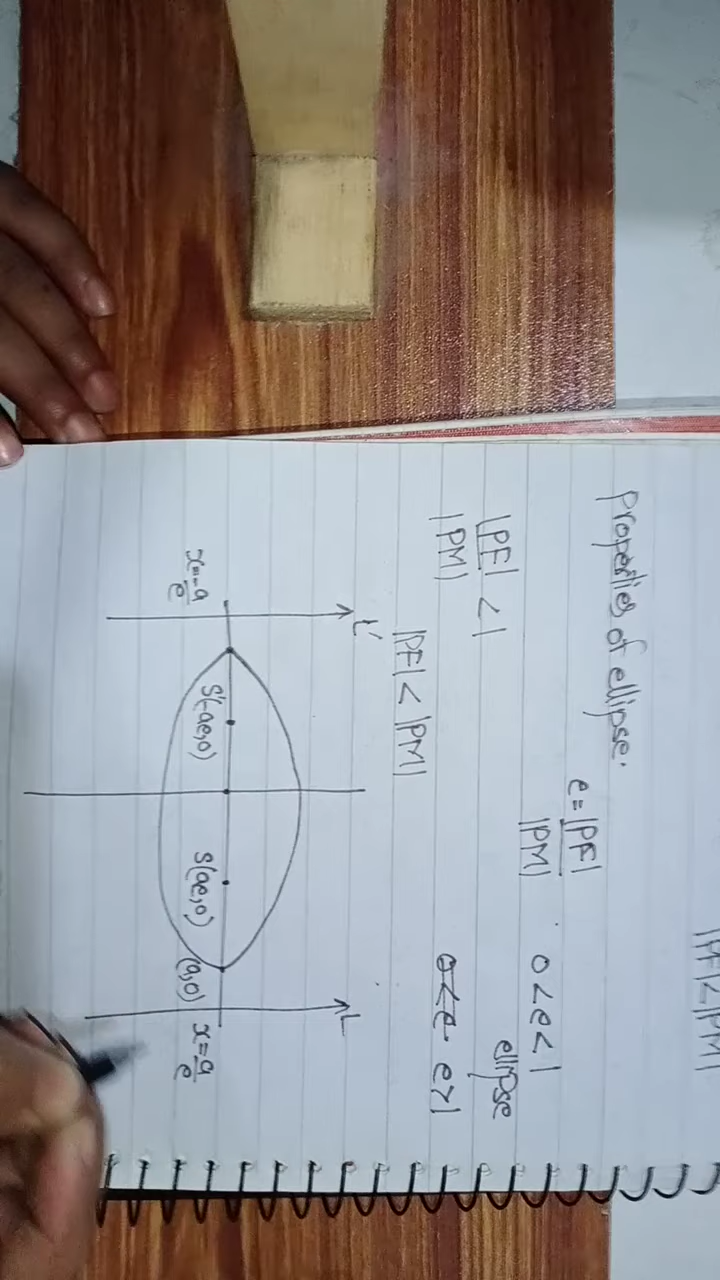 |PF|<|PM|
Properties of ellipse.
e = |PF|
|PM|
0<e<1
ellipse
|PF| <1
|PM|
0<e e>1
|PF| < |PM|
L'
L
S'(-ae,0)
S(ae,0)
(a,0)
x=-a
e
x=a
e